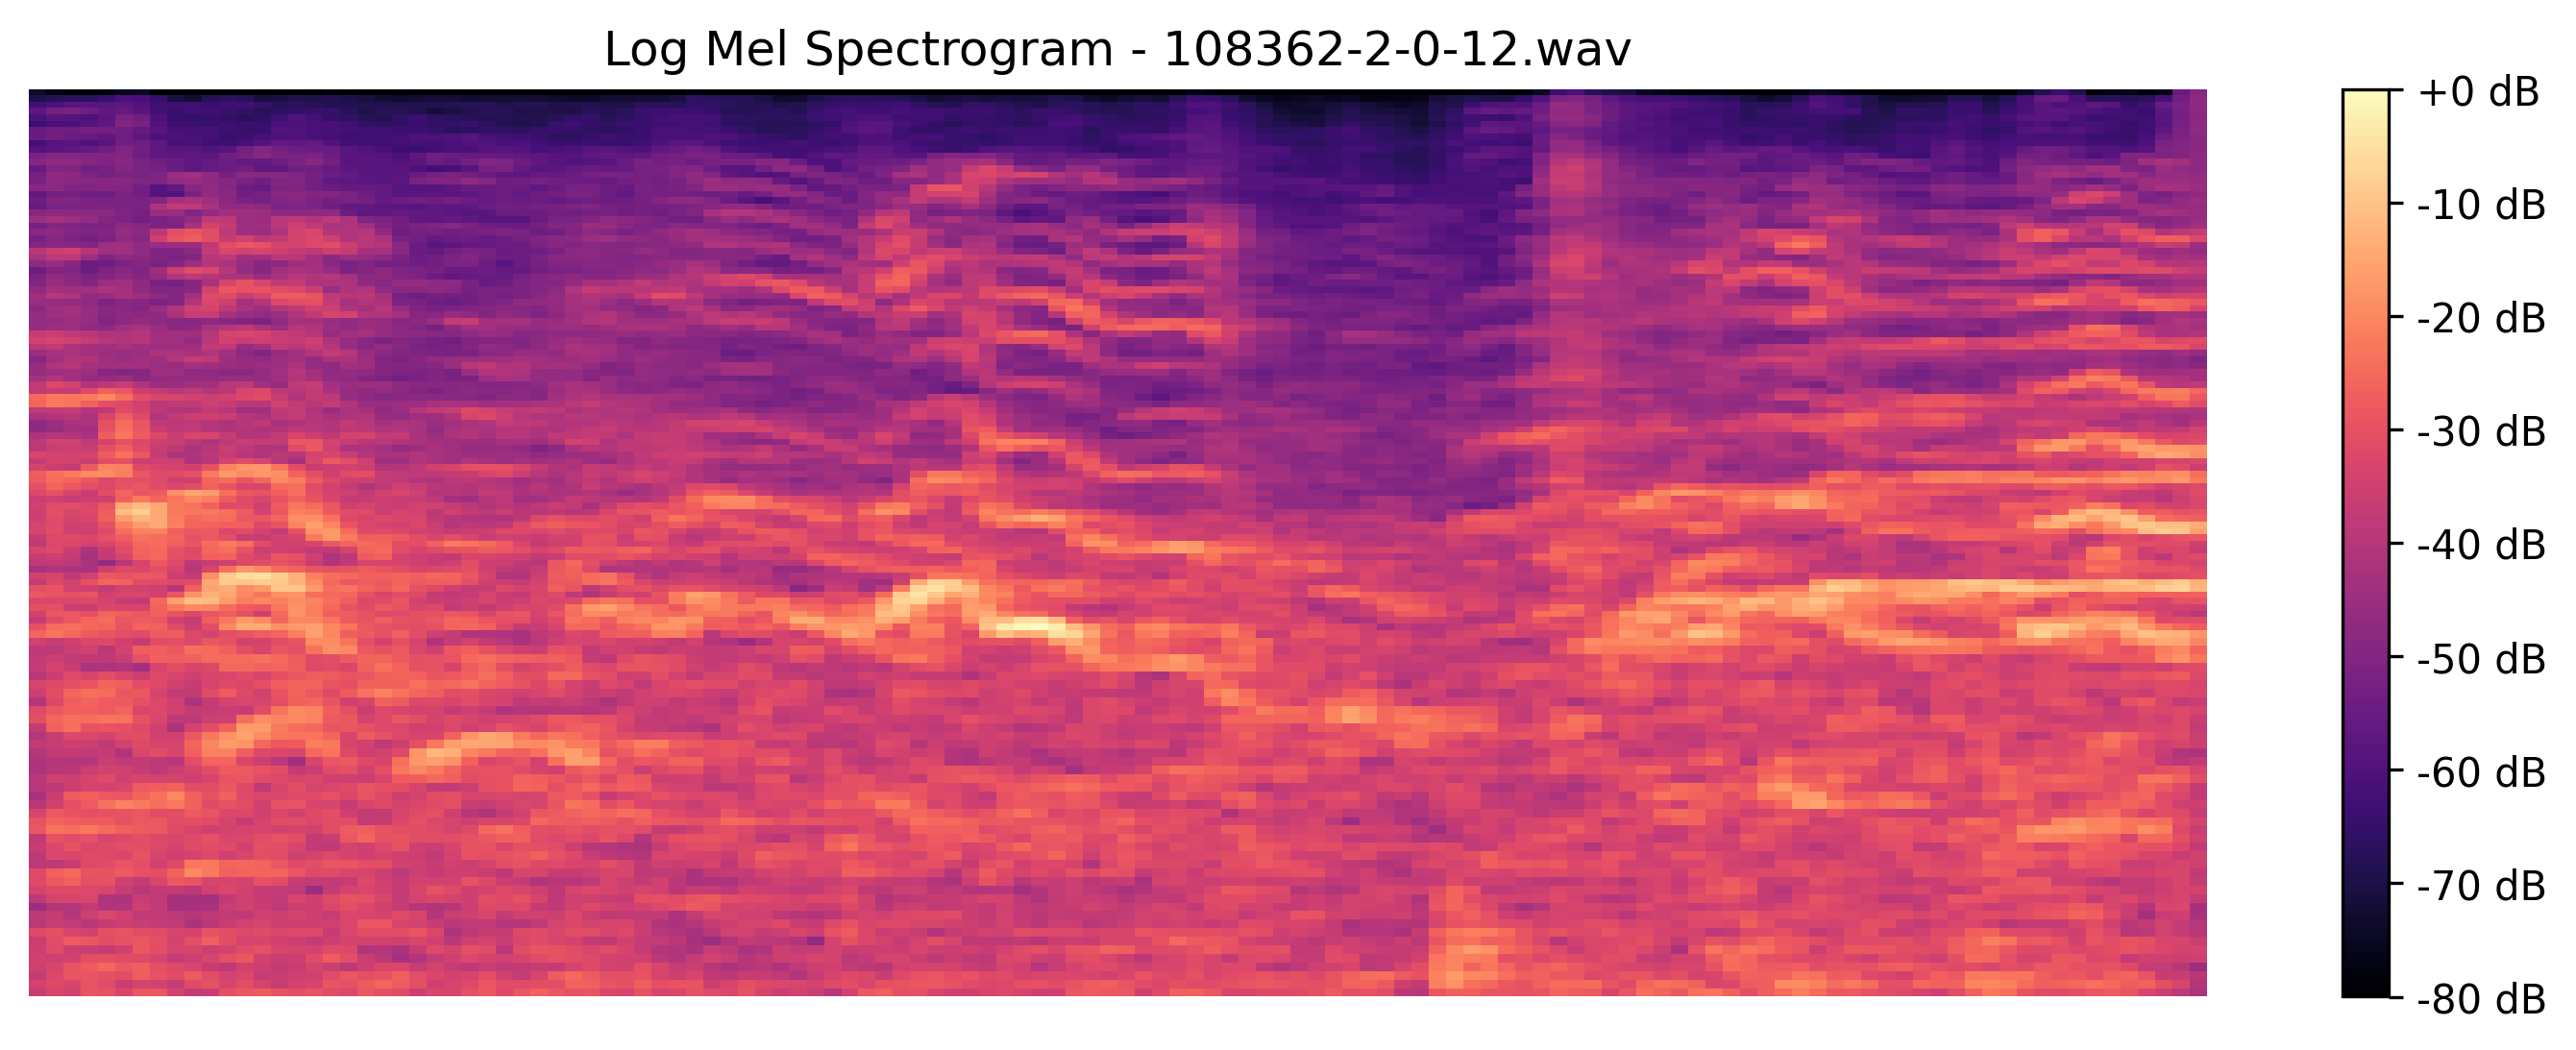 Log Mel Spectrogram - 108362-2-0-12.wav
+0 dB
-10 dB
-20 dB
-30 dB
-40 dB
-50 dB
-60 dB
-70 dB
-80 dB